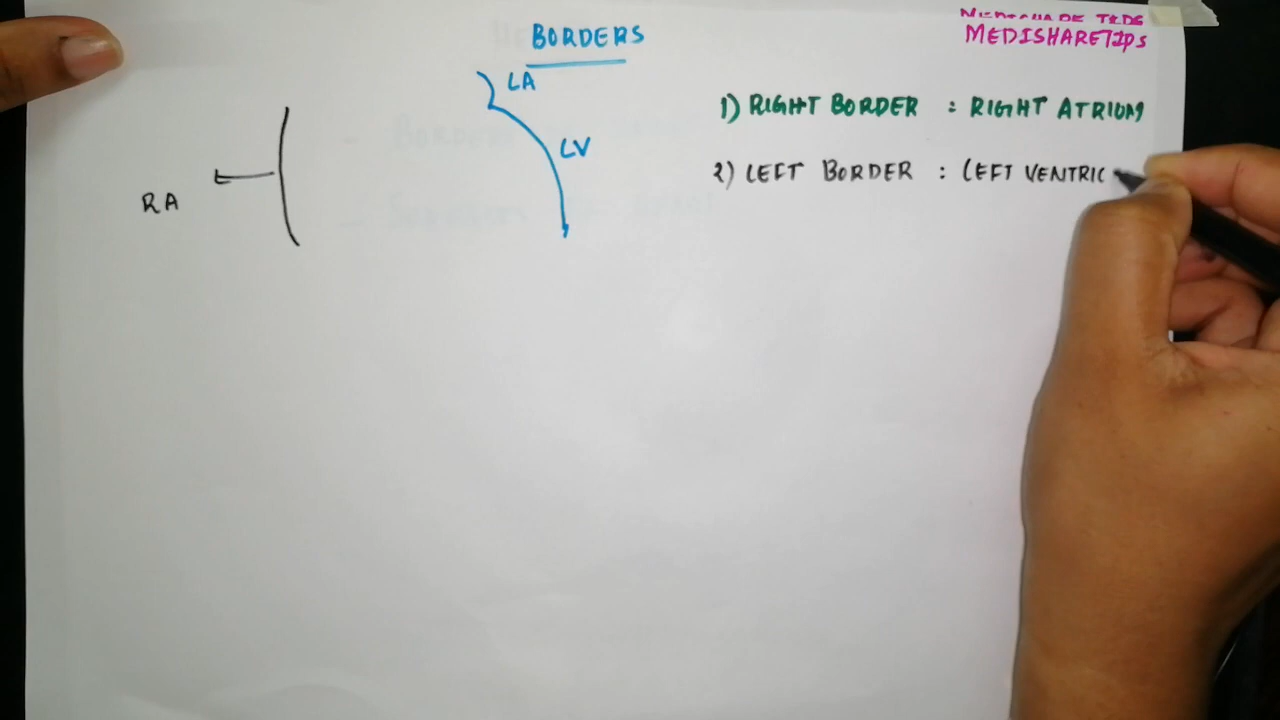 BORDERS
MEDISHARETIPS
LA
1) RIGHT BORDER : RIGHT ATRIUM
LV
2) LEFT BORDER : LEFT VENTRIC
RA